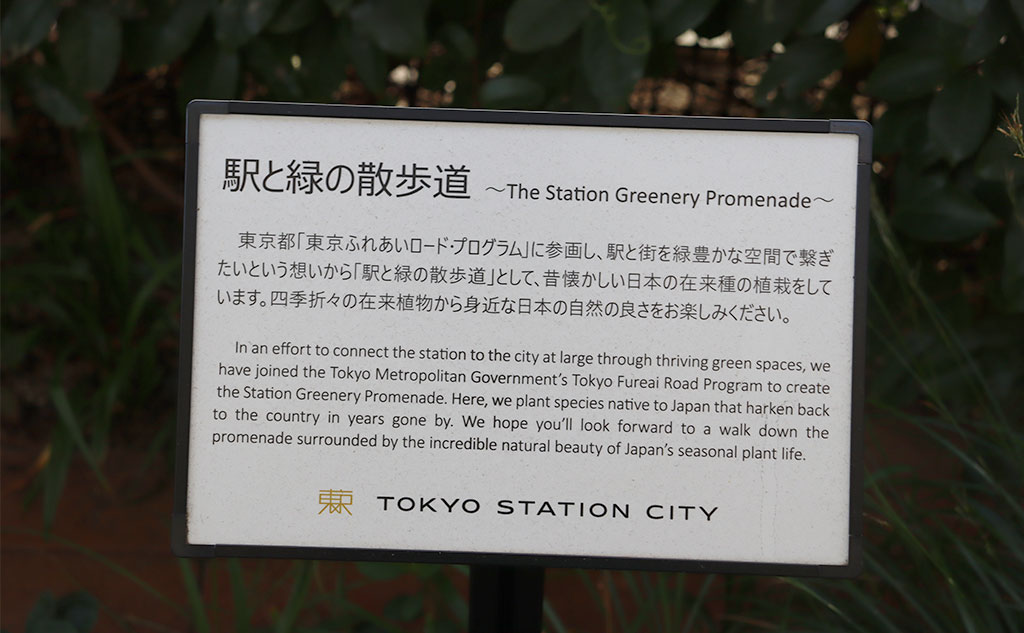 駅と緑の散歩道 ～The Station Greenery Promenade～
東京都「東京ふれあいロード・プログラム」に参画し、駅と街を緑豊かな空間で繋ぎ
たいという想いから「駅と緑の散歩道」として、昔懐かしい日本の在来種の植栽をして
います。四季折々の在来植物から身近な日本の自然の良さをお楽しみください。
In an effort to connect the station to the city at large through thriving green spaces, we
have joined the Tokyo Metropolitan Government's Tokyo Fureai Road Program to create
the Station Greenery Promenade. Here, we plant species native to Japan that harken back
to the country in years gone by. We hope you'll look forward to a walk down the
promenade surrounded by the incredible natural beauty of Japan's seasonal plant life.
TOKYO STATION CITY